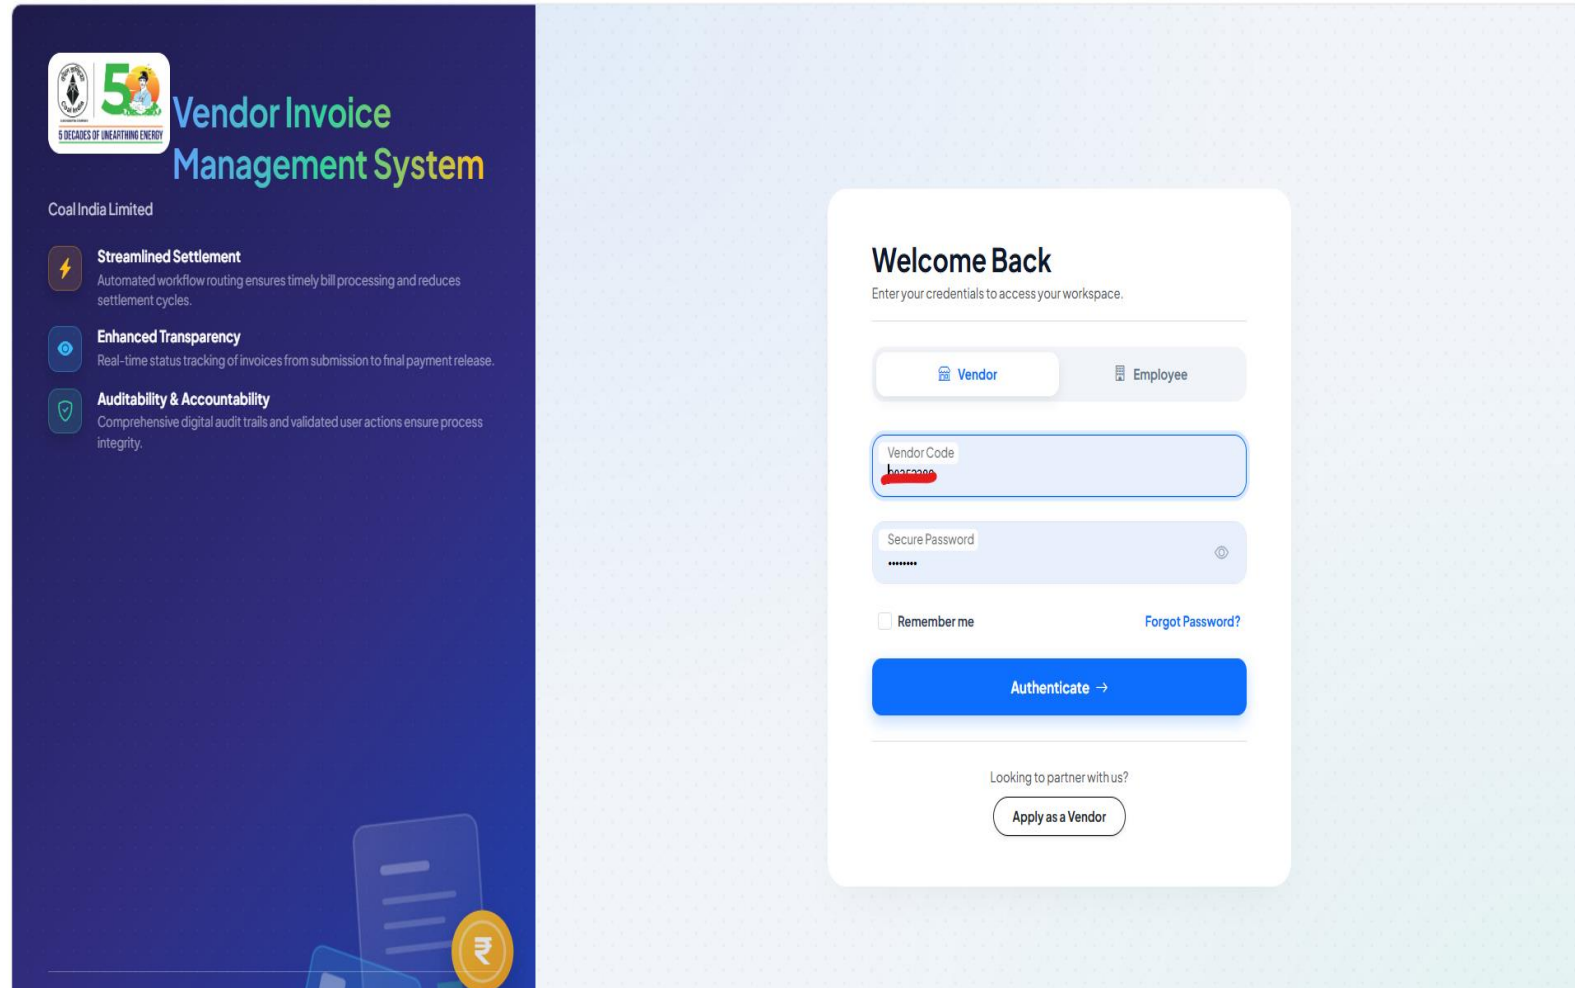 50
Coal India
5 DECADES OF UNEARTHING ENERGY
Vendor Invoice
Management System
Coal India Limited
Streamlined Settlement
Automated workflow routing ensures timely bill processing and reduces
settlement cycles.
Enhanced Transparency
Real-time status tracking of invoices from submission to final payment release.
Auditability & Accountability
Comprehensive digital audit trails and validated user actions ensure process
integrity.
₹
Welcome Back
Enter your credentials to access your workspace.
Vendor
Employee
Vendor Code
Secure Password
••••••••
Remember me
Forgot Password?
Authenticate →
Looking to partner with us?
Apply as a Vendor